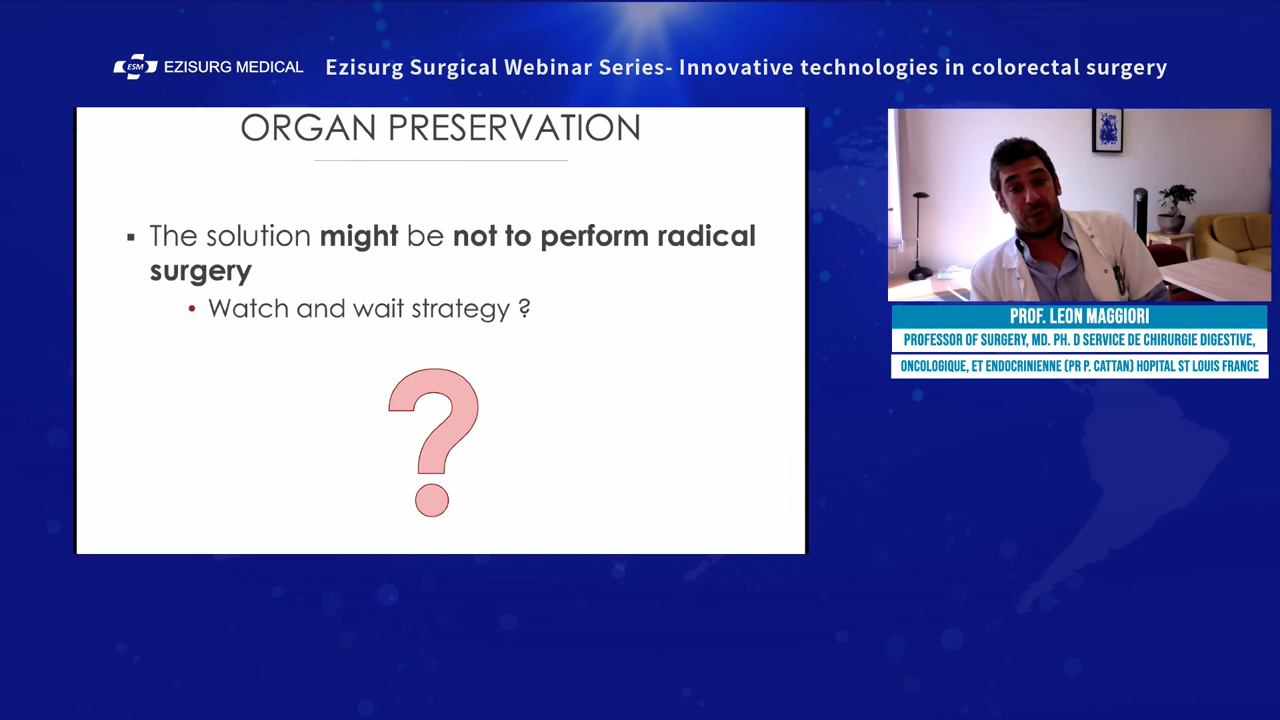 ESM EZISURG MEDICAL
Ezisurg Surgical Webinar Series- Innovative technologies in colorectal surgery
ORGAN PRESERVATION
▪ The solution might be not to perform radical
surgery
• Watch and wait strategy ?
?
PROF. LEON MAGGIORI
PROFESSOR OF SURGERY, MD. PH. D SERVICE DE CHIRURGIE DIGESTIVE,
ONCOLOGIQUE, ET ENDOCRINIENNE (PR P. CATTAN) HOPITAL ST LOUIS FRANCE